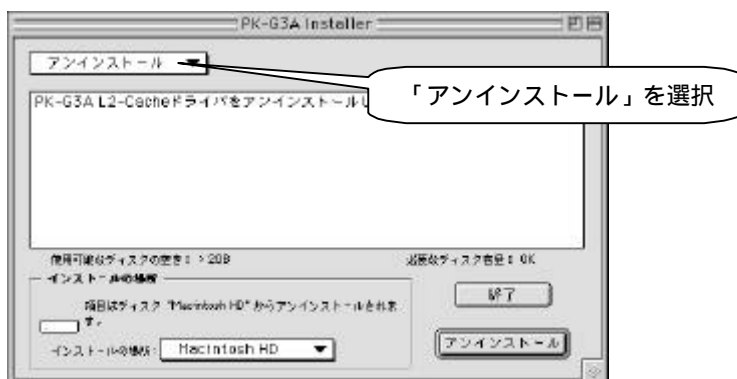 PK-G3A Installer
アンインストール
「アンインストール」を選択
PK-G3A L2-Cacheドライバをアンインストールし
使用可能なディスクの空き: > 2GB
必要なディスク容量: 0K
インストールの場所
項目はディスク "Macintosh HD" からアンインストールされま
す。
終了
インストールの場所: Macintosh HD
アンインストール